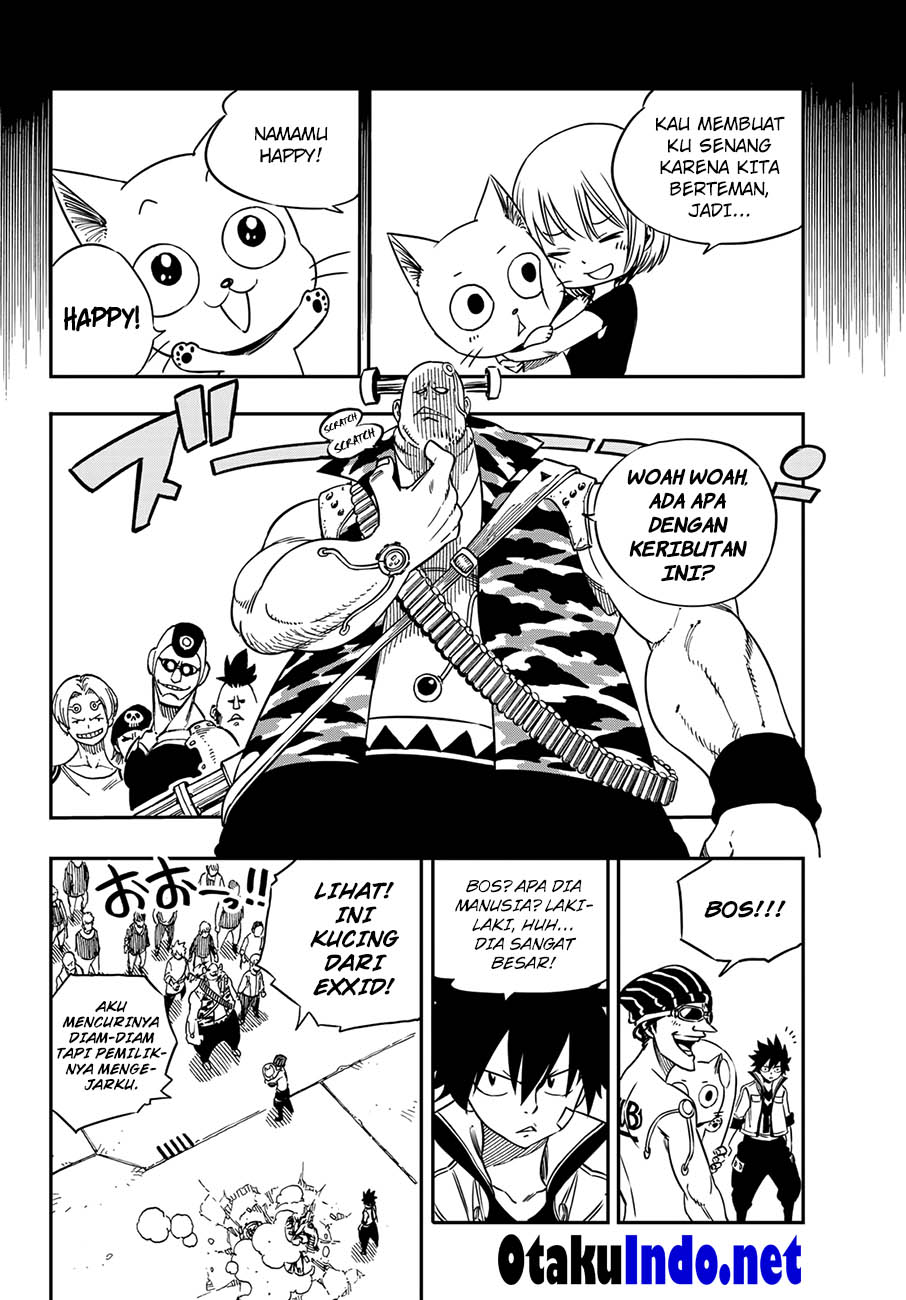 KAU MEMBUAT
KU SENANG
KARENA KITA
BERTEMAN,
JADI...
NAMAMU
HAPPY!
HAPPY!
ズーン
SCRATCH
SCRATCH
WOAH WOAH.
ADA APA
DENGAN
KERIBUTAN
INI?
BOS!!!
BOS? APA DIA
MANUSIA? LAKI-
LAKI, HUH...
DIA SANGAT
BESAR!
LIHAT!
INI
KUCING
DARI
EXXID!
おおーっ!!
AKU
MENCURINYA
DIAM-DIAM
TAPI PEMILIK-
NYA MENGE-
JARKU.
OtakuIndo.net